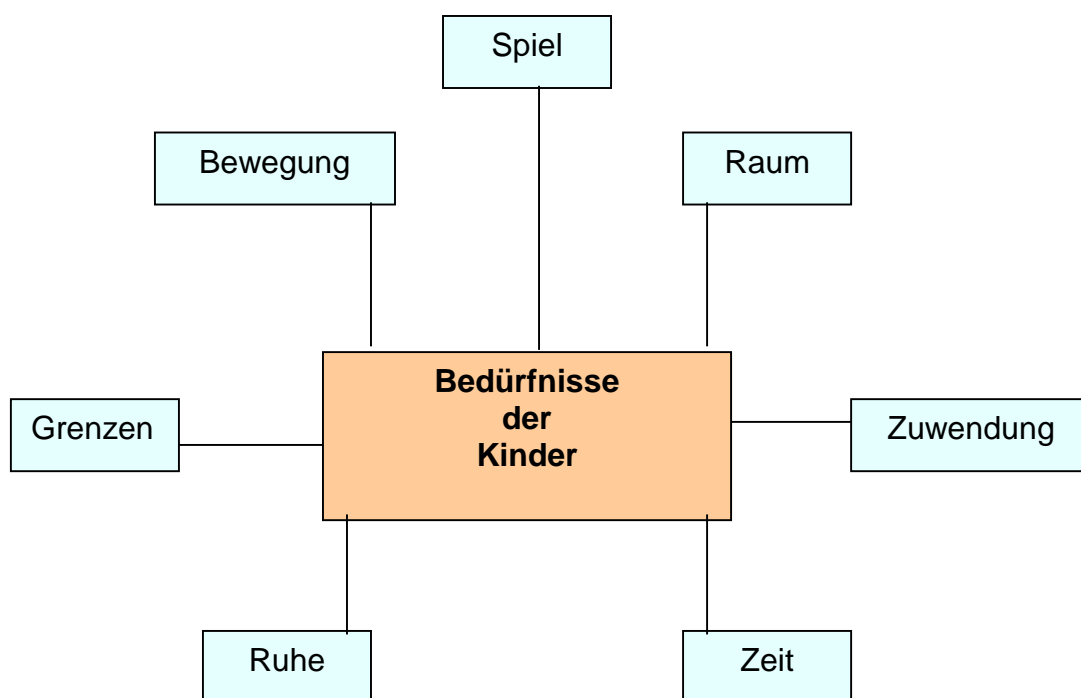 Spiel
Bewegung
Raum
Bedürfnisse
der
Kinder
Grenzen
Zuwendung
Ruhe
Zeit